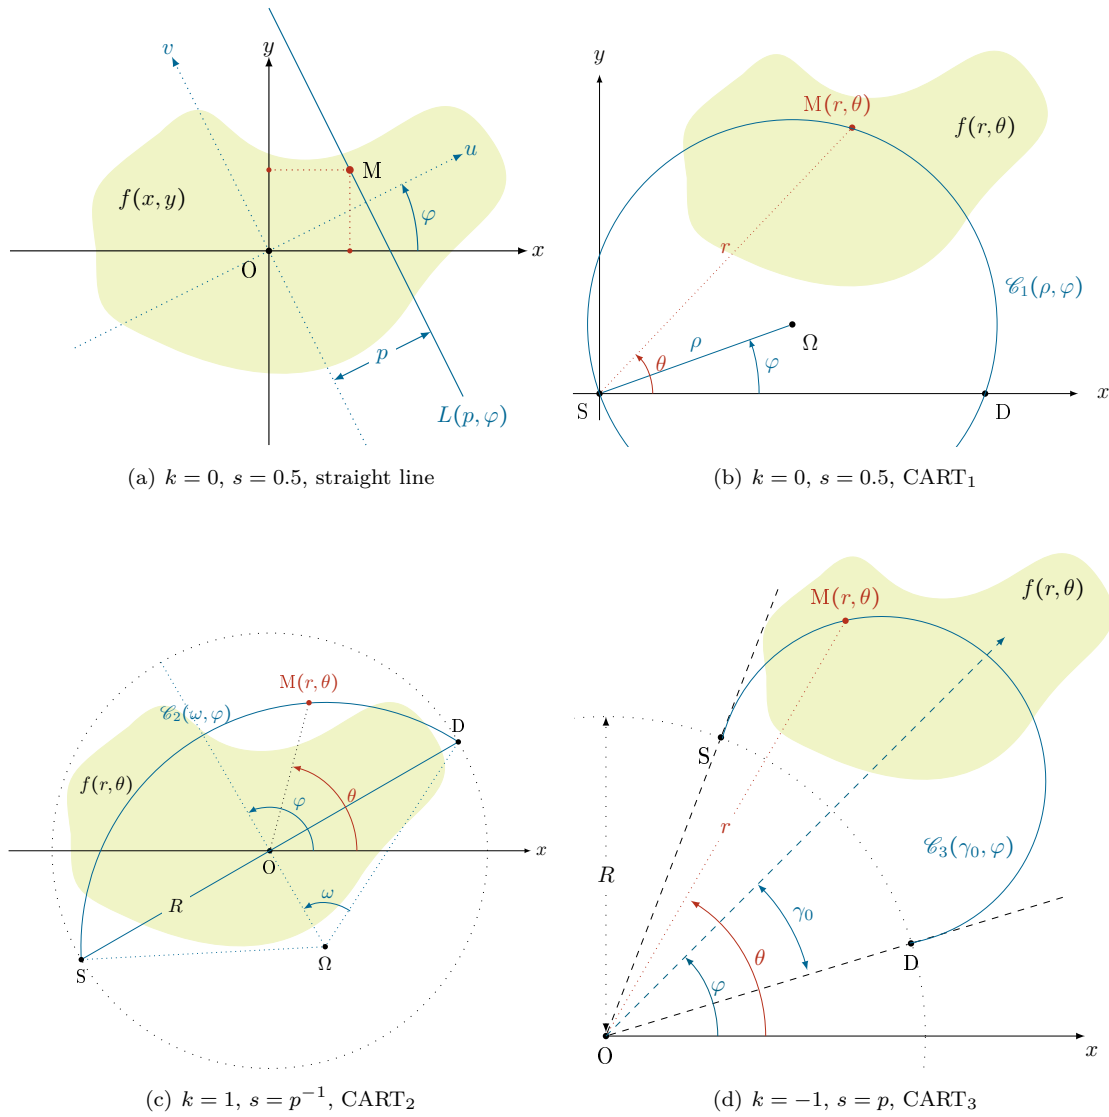 v
y
u
M
f(x, y)
φ
x
O
p
L(p, φ)
(a) k = 0, s = 0.5, straight line
y
M(r, θ)
f(r, θ)
r
𝒞₁(ρ, φ)
ρ
Ω
θ
φ
S
D
x
(b) k = 0, s = 0.5, CART₁
M(r, θ)
𝒞₂(ω, φ)
D
f(r, θ)
φ
θ
x
O
R
ω
S
Ω
(c) k = 1, s = p⁻¹, CART₂
f(r, θ)
M(r, θ)
S
r
𝒞₃(γ₀, φ)
R
γ₀
θ
D
φ
O
x
(d) k = −1, s = p, CART₃